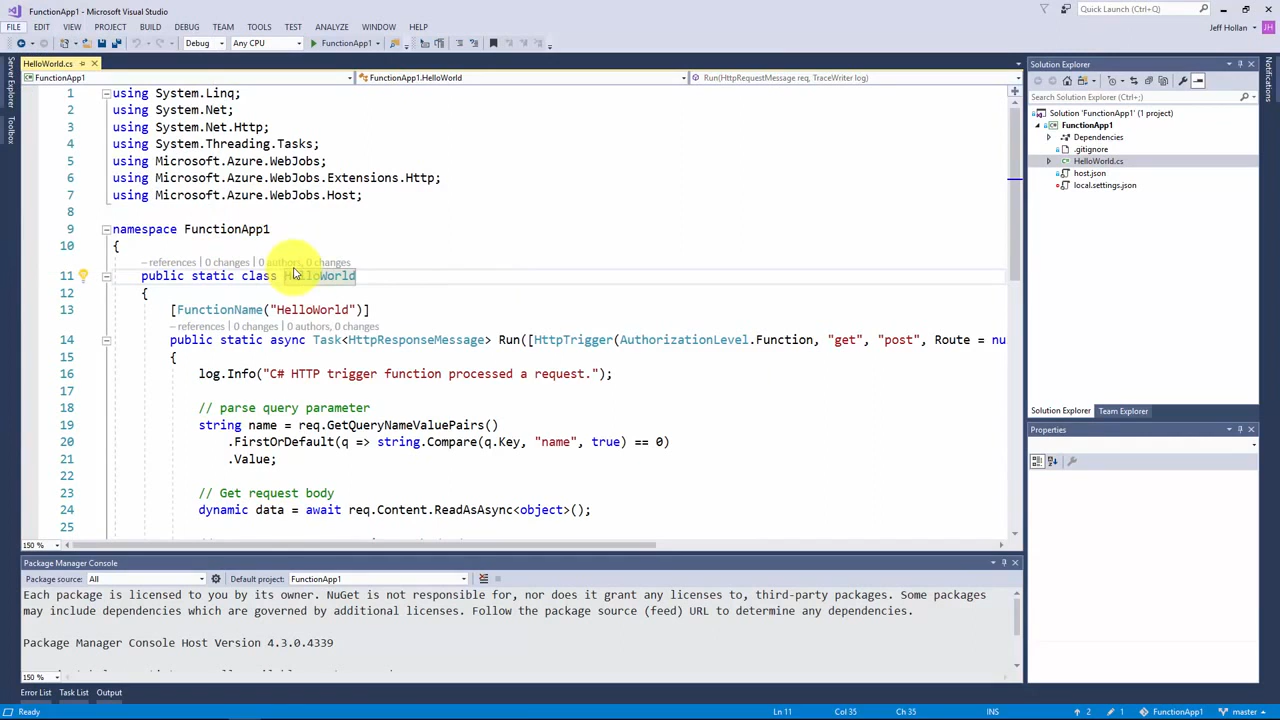 FunctionApp1 - Microsoft Visual Studio
Quick Launch (Ctrl+Q)
FILE EDIT VIEW PROJECT BUILD DEBUG TEAM TOOLS TEST ANALYZE WINDOW HELP
Jeff Hollan JH
Debug Any CPU FunctionApp1
Server Explorer
Toolbox
Notifications
HelloWorld.cs
FunctionApp1 FunctionApp1.HelloWorld Run(HttpRequestMessage req, TraceWriter log)
1 using System.Linq;
2 using System.Net;
3 using System.Net.Http;
4 using System.Threading.Tasks;
5 using Microsoft.Azure.WebJobs;
6 using Microsoft.Azure.WebJobs.Extensions.Http;
7 using Microsoft.Azure.WebJobs.Host;
8
9 namespace FunctionApp1
10 {
– references | 0 changes | 0 authors, 0 changes
11 public static class HelloWorld
12 {
13 [FunctionName("HelloWorld")]
– references | 0 changes | 0 authors, 0 changes
14 public static async Task<HttpResponseMessage> Run([HttpTrigger(AuthorizationLevel.Function, "get", "post", Route = nu
15 {
16 log.Info("C# HTTP trigger function processed a request.");
17
18 // parse query parameter
19 string name = req.GetQueryNameValuePairs()
20 .FirstOrDefault(q => string.Compare(q.Key, "name", true) == 0)
21 .Value;
22
23 // Get request body
24 dynamic data = await req.Content.ReadAsAsync<object>();
25
150 %
Solution Explorer
Search Solution Explorer (Ctrl+;)
Solution 'FunctionApp1' (1 project)
FunctionApp1
Dependencies
.gitignore
HelloWorld.cs
host.json
local.settings.json
Solution Explorer Team Explorer
Properties
Package Manager Console
Package source: All Default project: FunctionApp1
Each package is licensed to you by its owner. NuGet is not responsible for, nor does it grant any licenses to, third-party packages. Some packages
may include dependencies which are governed by additional licenses. Follow the package source (feed) URL to determine any dependencies.
Package Manager Console Host Version 4.3.0.4339
150 %
Error List Task List Output
Ready Ln 11 Col 35 Ch 35 INS 2 1 FunctionApp1 master